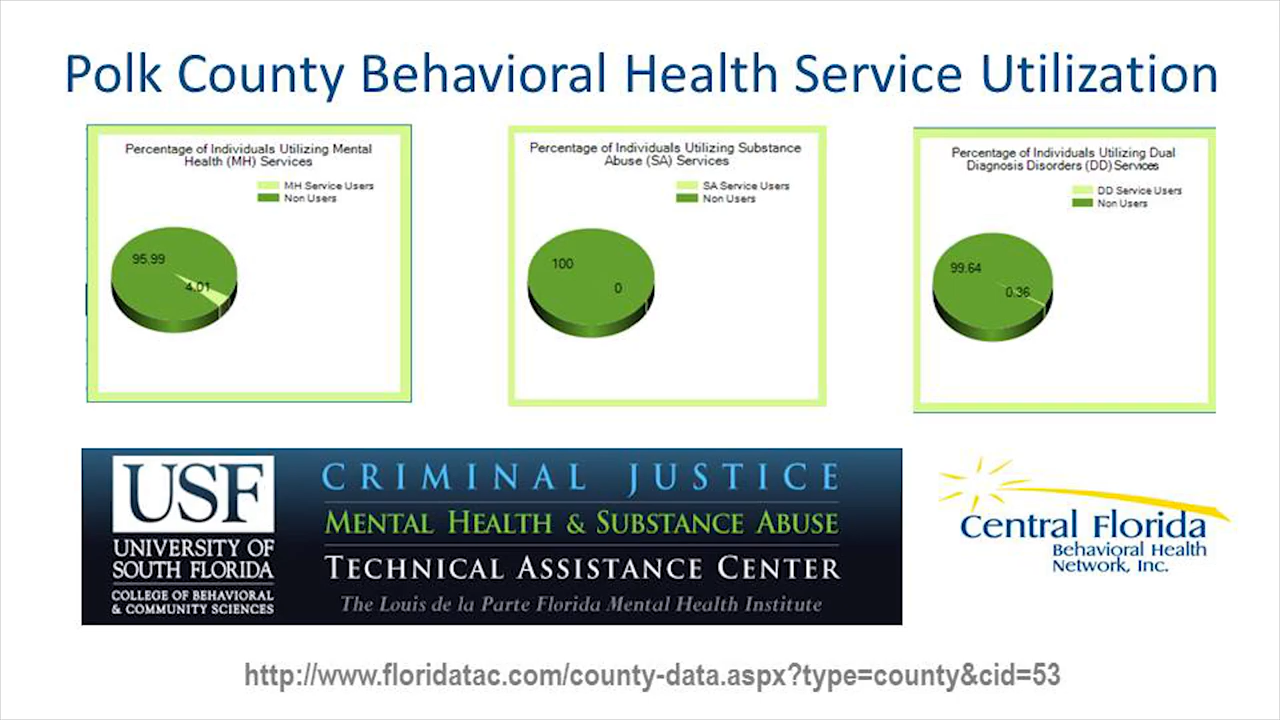 Polk County Behavioral Health Service Utilization
Percentage of Individuals Utilizing Mental
Health (MH) Services
MH Service Users
Non Users
95.99
4.01
Percentage of Individuals Utilizing Substance
Abuse (SA) Services
SA Service Users
Non Users
100
0
Percentage of Individuals Utilizing Dual
Diagnosis Disorders (DD) Services
DD Service Users
Non Users
99.64
0.36
USF
UNIVERSITY OF
SOUTH FLORIDA
COLLEGE OF BEHAVIORAL
& COMMUNITY SCIENCES
CRIMINAL JUSTICE
MENTAL HEALTH & SUBSTANCE ABUSE
TECHNICAL ASSISTANCE CENTER
The Louis de la Parte Florida Mental Health Institute
Central Florida
Behavioral Health
Network, Inc.
http://www.floridatac.com/county-data.aspx?type=county&cid=53